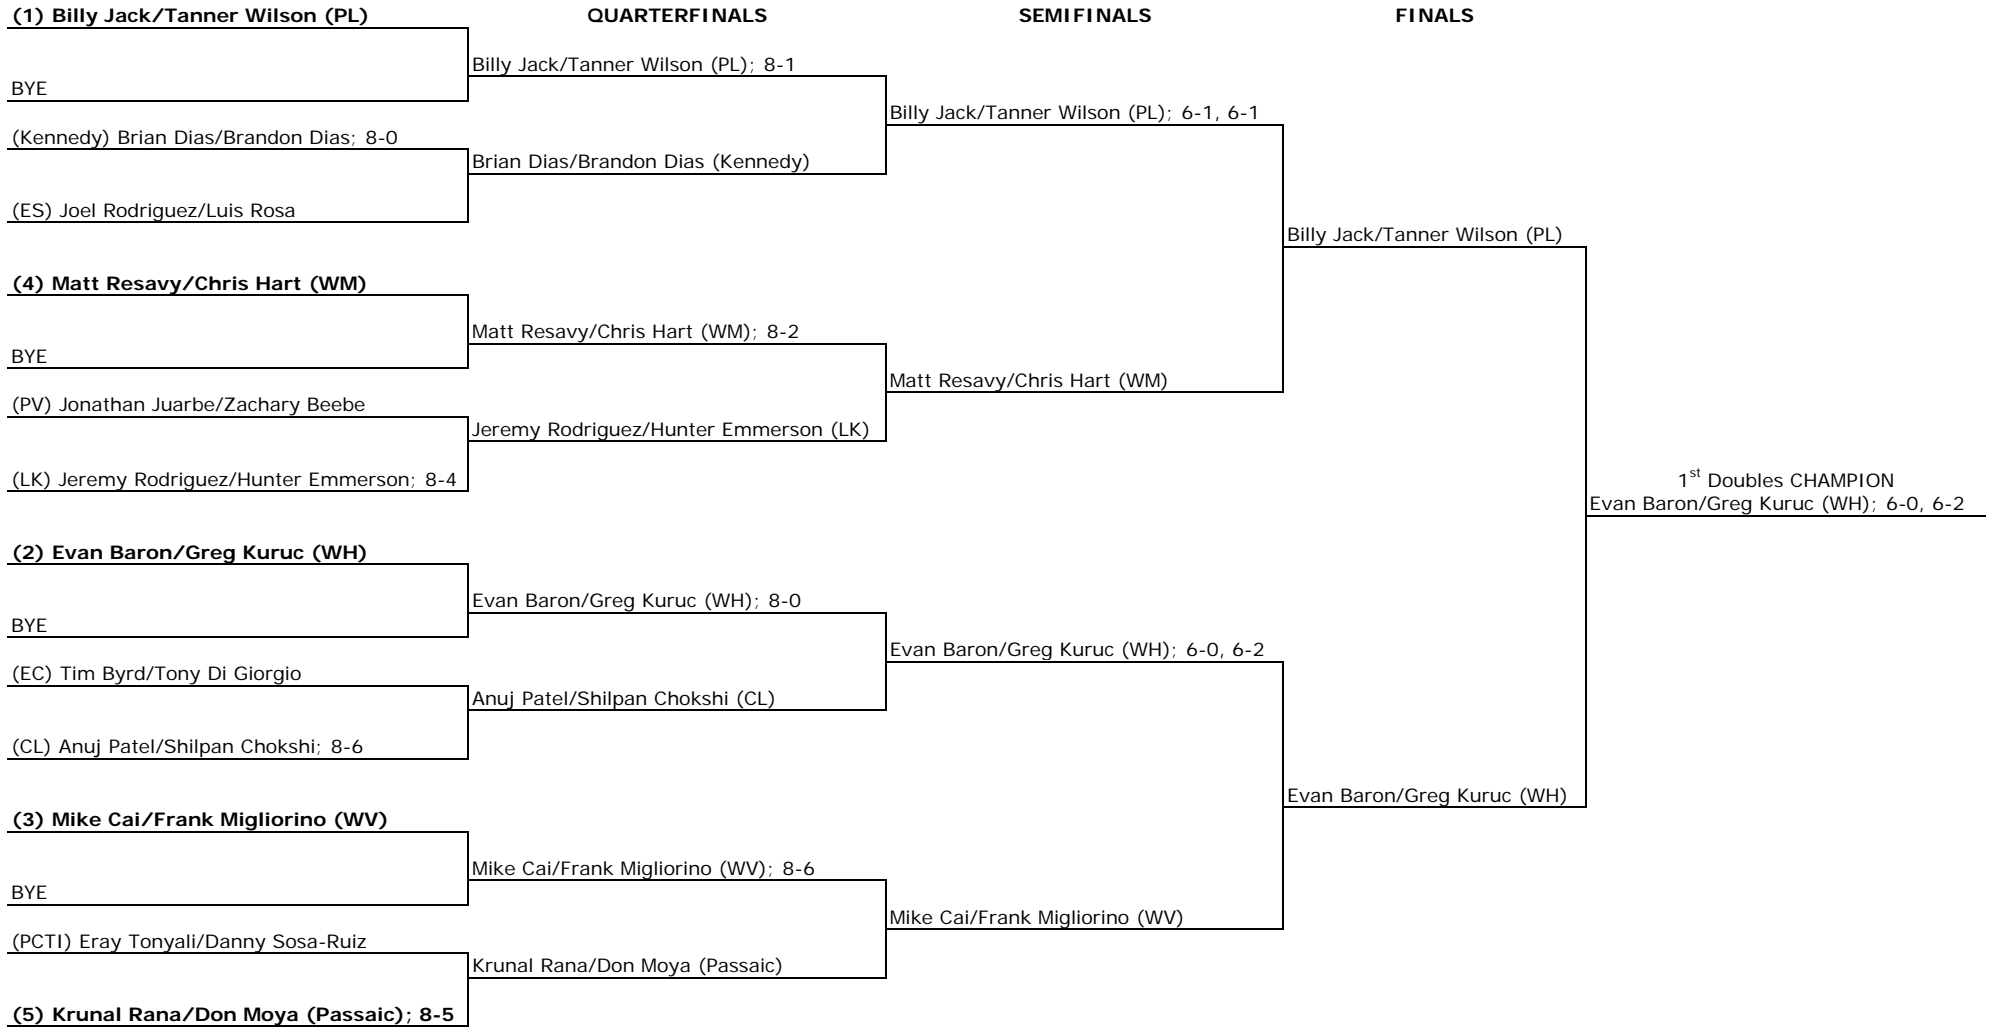 (1) Billy Jack/Tanner Wilson (PL)
QUARTERFINALS
SEMIFINALS
FINALS
Billy Jack/Tanner Wilson (PL); 8-1
BYE
Billy Jack/Tanner Wilson (PL); 6-1, 6-1
(Kennedy) Brian Dias/Brandon Dias; 8-0
Brian Dias/Brandon Dias (Kennedy)
(ES) Joel Rodriguez/Luis Rosa
Billy Jack/Tanner Wilson (PL)
(4) Matt Resavy/Chris Hart (WM)
Matt Resavy/Chris Hart (WM); 8-2
BYE
Matt Resavy/Chris Hart (WM)
(PV) Jonathan Juarbe/Zachary Beebe
Jeremy Rodriguez/Hunter Emmerson (LK)
(LK) Jeremy Rodriguez/Hunter Emmerson; 8-4
1st Doubles CHAMPION
Evan Baron/Greg Kuruc (WH); 6-0, 6-2
(2) Evan Baron/Greg Kuruc (WH)
Evan Baron/Greg Kuruc (WH); 8-0
BYE
Evan Baron/Greg Kuruc (WH); 6-0, 6-2
(EC) Tim Byrd/Tony Di Giorgio
Anuj Patel/Shilpan Chokshi (CL)
(CL) Anuj Patel/Shilpan Chokshi; 8-6
Evan Baron/Greg Kuruc (WH)
(3) Mike Cai/Frank Migliorino (WV)
Mike Cai/Frank Migliorino (WV); 8-6
BYE
Mike Cai/Frank Migliorino (WV)
(PCTI) Eray Tonyali/Danny Sosa-Ruiz
Krunal Rana/Don Moya (Passaic)
(5) Krunal Rana/Don Moya (Passaic); 8-5